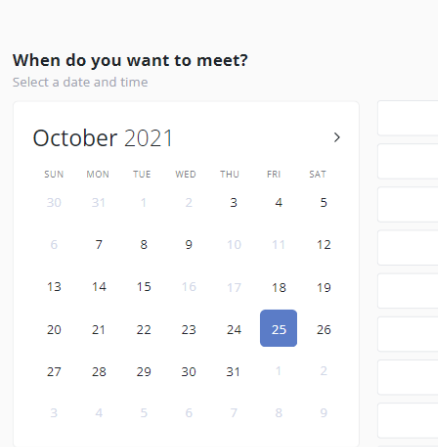 When do you want to meet?
Select a date and time
October 2021 >
SUN MON TUE WED THU FRI SAT
30 31 1 2 3 4 5
6 7 8 9 10 11 12
13 14 15 16 17 18 19
20 21 22 23 24 25 26
27 28 29 30 31 1 2
3 4 5 6 7 8 9